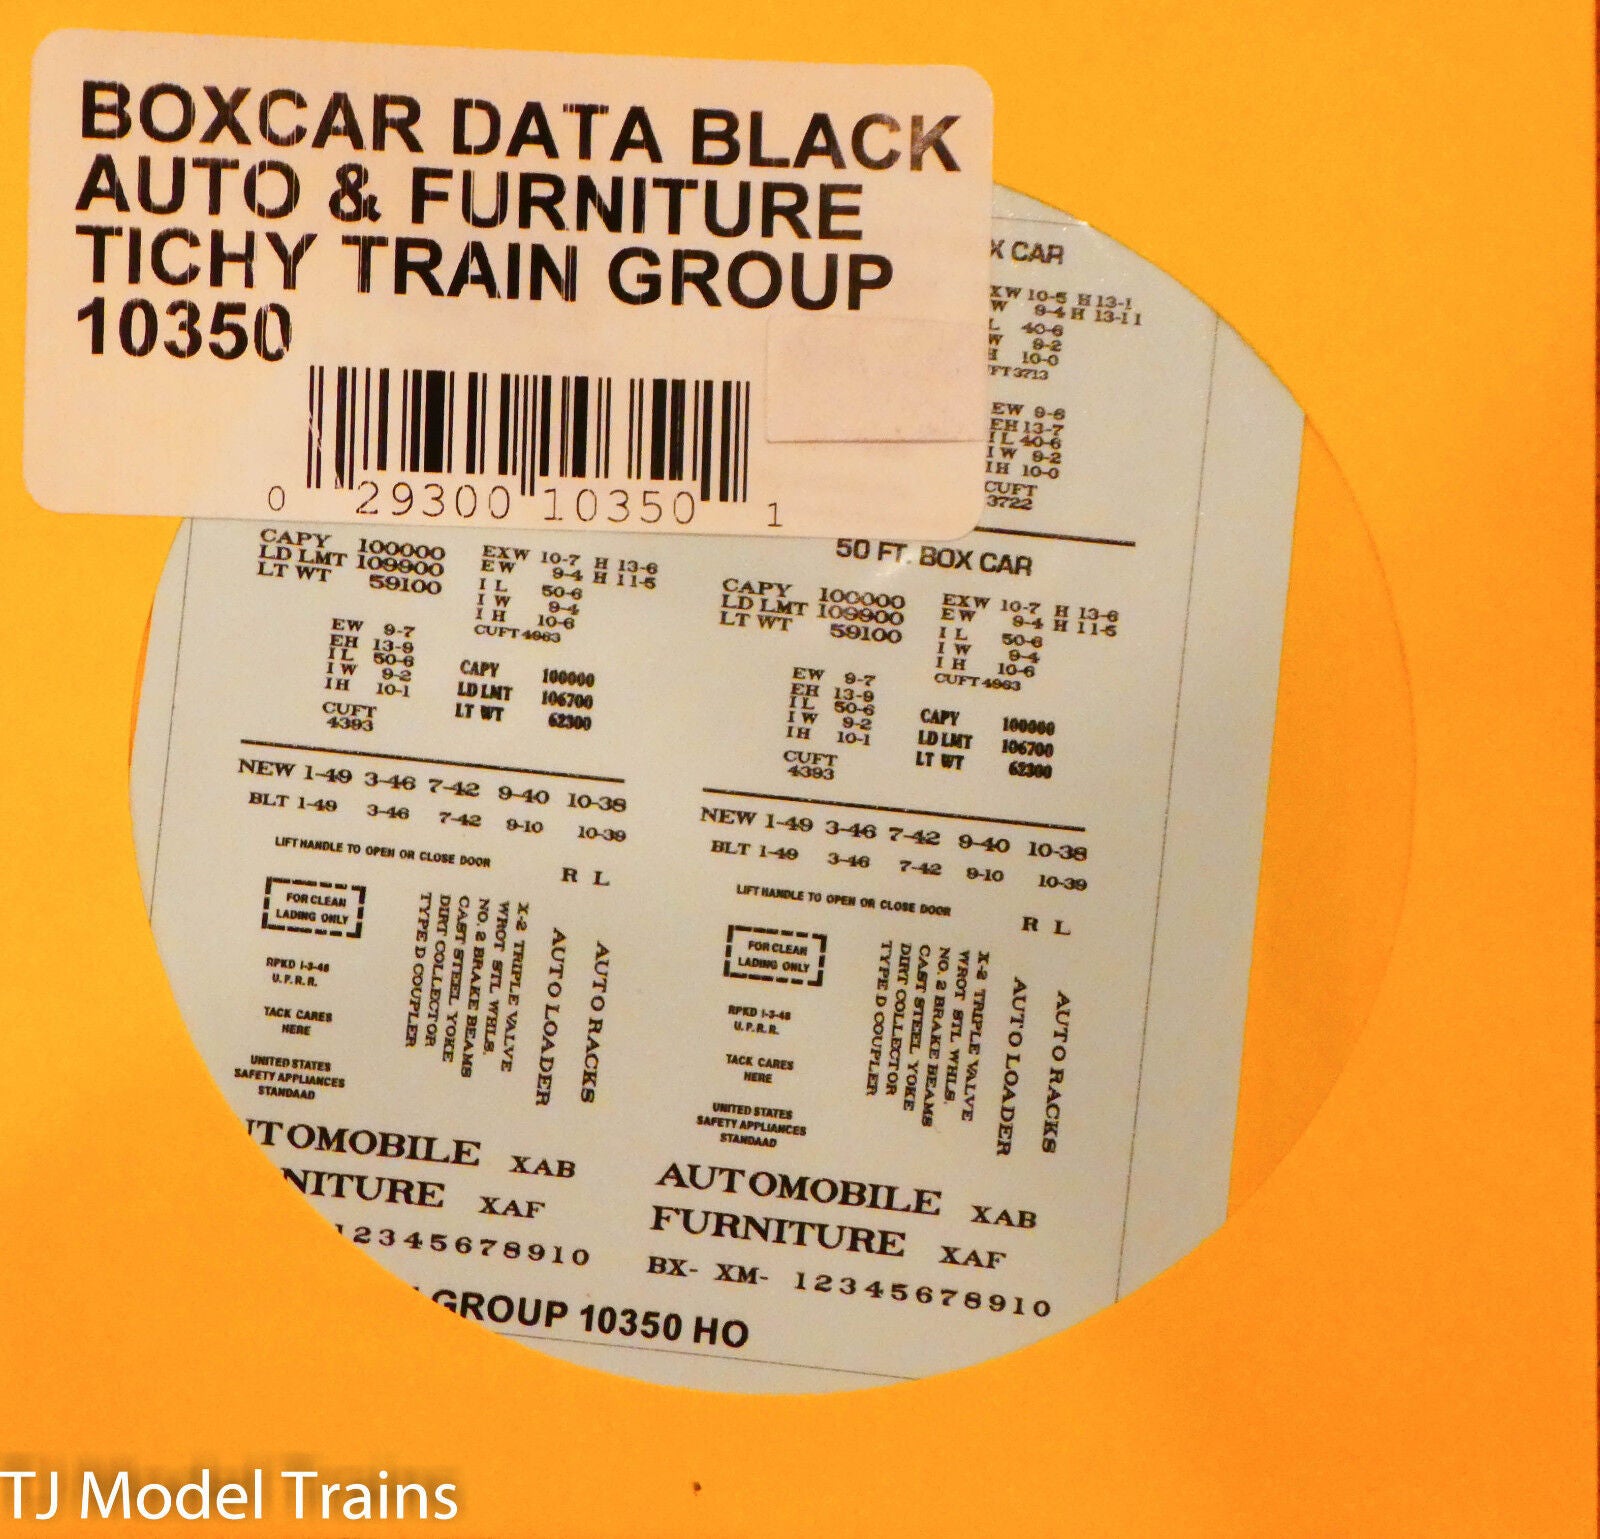 BOXCAR DATA BLACK
AUTO & FURNITURE
TICHY TRAIN GROUP
10350
0 29300 10350 1
X CAR
XW 10-5 H 13-1
W 9-4 H 13-11
L 40-6
W 9-2
H 10-0
FT 3713
EW 9-6
EH 13-7
IL 40-6
IW 9-2
IH 10-0
CUFT
3722
CAPY 100000
LD LMT 109900
LT WT 59100
EXW 10-7 H 13-6
EW 9-4 H 11-5
IL 50-6
IW 9-4
IH 10-6
CUFT 4963
EW 9-7
EH 13-9
IL 50-6
IW 9-2
IH 10-1
CUFT
4393
CAPY 100000
LD LMT 106700
LT WT 62300
NEW 1-49 3-46 7-42 9-40 10-38
BLT 1-49 3-46 7-42 9-10 10-39
LIFT HANDLE TO OPEN OR CLOSE DOOR
R L
FOR CLEAN
LADING ONLY
RPKD 1-3-48
U.P.R.R.
TACK CARES
HERE
UNITED STATES
SAFETY APPLIANCES
STANDAAD
TYPE D COUPLER
DIRT COLLECTOR
CAST STEEL YOKE
NO. 2 BRAKE BEAMS
WROT STL WHLS.
X-2 TRIPLE VALVE
AUTO LOADER
AUTO RACKS
UTOMOBILE XAB
NITURE XAF
12345678910
50 FT. BOX CAR
CAPY 100000
LD LMT 109900
LT WT 59100
EXW 10-7 H 13-6
EW 9-4 H 11-5
IL 50-6
IW 9-4
IH 10-6
CUFT 4963
EW 9-7
EH 13-9
IL 50-6
IW 9-2
IH 10-1
CUFT
4393
CAPY 100000
LD LMT 106700
LT WT 62300
NEW 1-49 3-46 7-42 9-40 10-38
BLT 1-49 3-46 7-42 9-10 10-39
LIFT HANDLE TO OPEN OR CLOSE DOOR
R L
FOR CLEAN
LADING ONLY
RPKD 1-3-48
U.P.R.R.
TACK CARES
HERE
UNITED STATES
SAFETY APPLIANCES
STANDAAD
TYPE D COUPLER
DIRT COLLECTOR
CAST STEEL YOKE
NO. 2 BRAKE BEAMS
WROT STL WHLS.
X-2 TRIPLE VALVE
AUTO LOADER
AUTO RACKS
AUTOMOBILE XAB
FURNITURE XAF
BX- XM- 12345678910
GROUP 10350 HO
TJ Model Trains